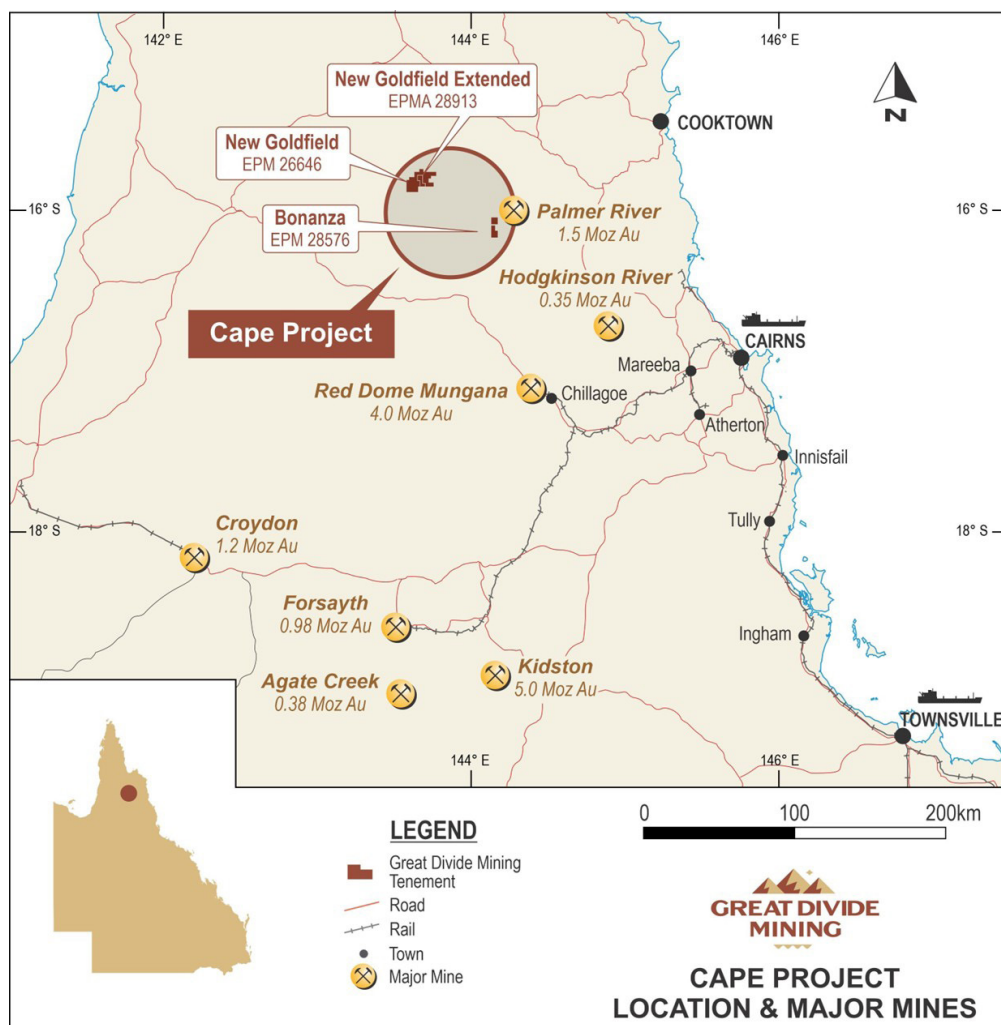 142° E
144° E
146° E
New Goldfield Extended
EPMA 28913
New Goldfield
EPM 26646
Bonanza
EPM 28576
Cape Project
N
COOKTOWN
16° S
16° S
Palmer River
1.5 Moz Au
Hodgkinson River
0.35 Moz Au
CAIRNS
Mareeba
Red Dome Mungana
4.0 Moz Au
Chillagoe
Atherton
Innisfail
Tully
18° S
18° S
Croydon
1.2 Moz Au
Forsayth
0.98 Moz Au
Ingham
Kidston
5.0 Moz Au
Agate Creek
0.38 Moz Au
TOWNSVILLE
144° E
146° E
0 100 200km
LEGEND
Great Divide Mining
Tenement
Road
Rail
Town
Major Mine
GREAT DIVIDE
MINING
CAPE PROJECT
LOCATION & MAJOR MINES